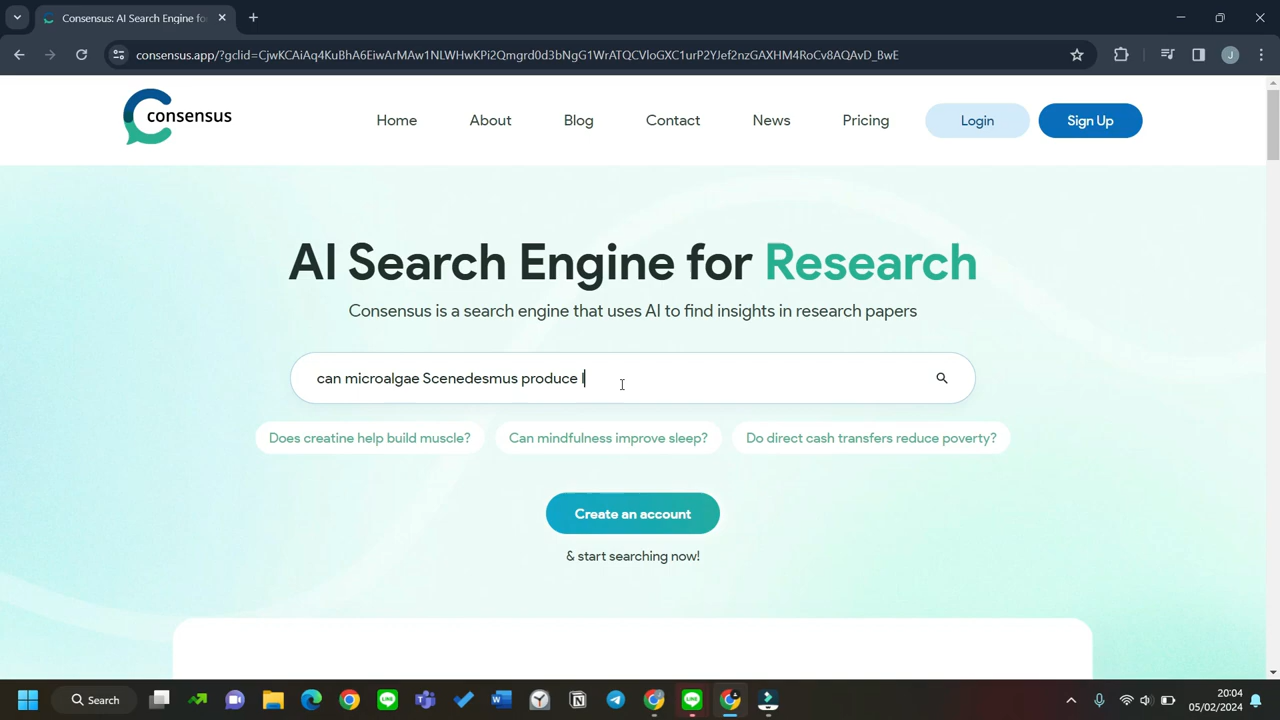 Consensus: AI Search Engine fo
consensus.app/?gclid=CjwKCAiAq4KuBhA6EiwArMAw1NLWHwKPi2Qmgrd0d3bNgG1WrATQCVloGXC1urP2YJef2nzGAXHM4RoCv8AQAvD_BwE
J
consensus
Home
About
Blog
Contact
News
Pricing
Login
Sign Up
AI Search Engine for Research
Consensus is a search engine that uses AI to find insights in research papers
can microalgae Scenedesmus produce l
Does creatine help build muscle?
Can mindfulness improve sleep?
Do direct cash transfers reduce poverty?
Create an account
& start searching now!
Search
20:04
05/02/2024